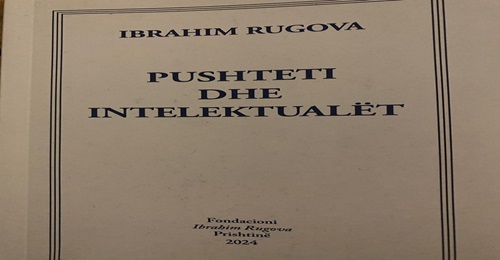 IBRAHIM RUGOVA
PUSHTETI
DHE
INTELEKTUALËT
Fondacioni
Ibrahim Rugova
Prishtinë
2024